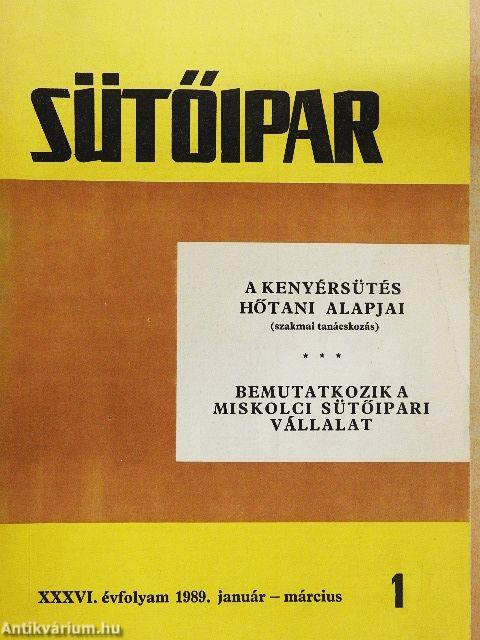 SÜTŐIPAR
A KENYÉRSÜTÉS
HŐTANI ALAPJAI
(szakmai tanácskozás)
* * *
BEMUTATKOZIK A
MISKOLCI SÜTŐIPARI
VÁLLALAT
XXXVI. évfolyam 1989. január – március 1
Antikvárium.hu